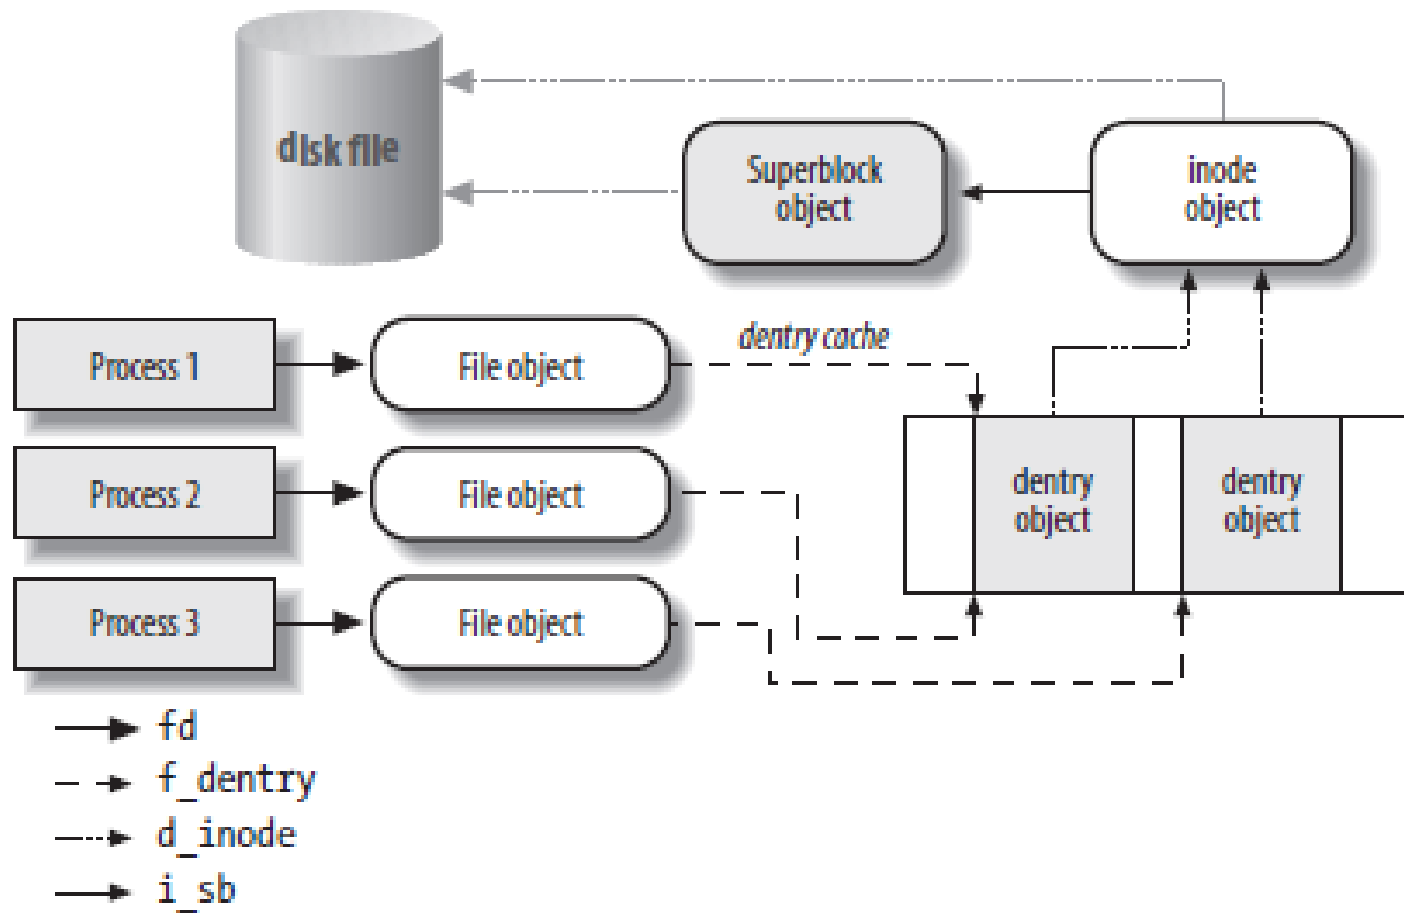 disk file
Superblock
object
inode
object
Process 1
File object
dentry cache
Process 2
File object
dentry
object
dentry
object
Process 3
File object
fd
f_dentry
d_inode
i_sb